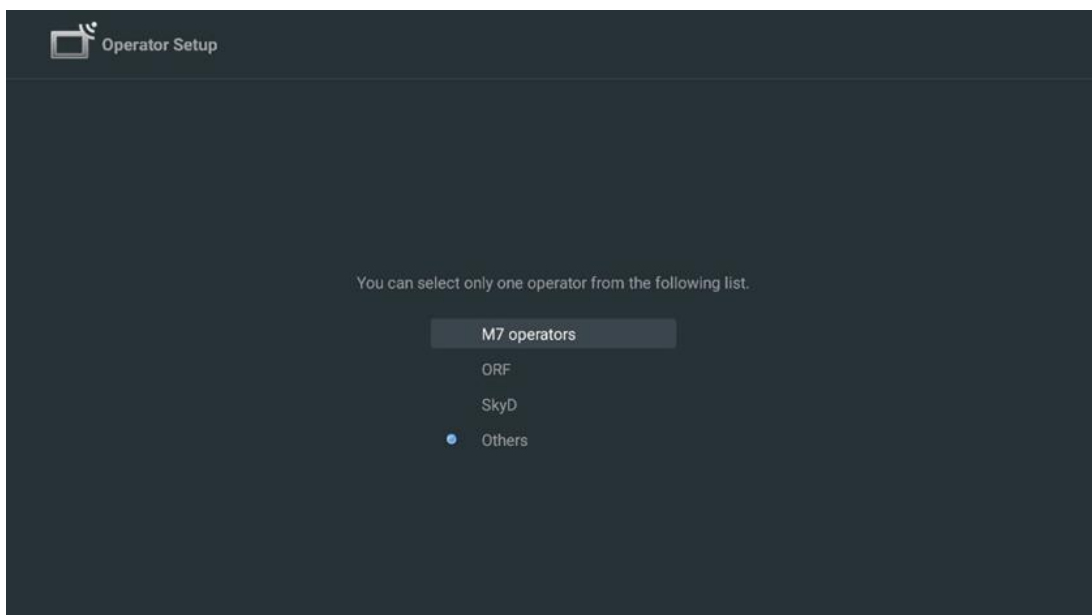 Operator Setup
You can select only one operator from the following list.
M7 operators
ORF
SkyD
Others